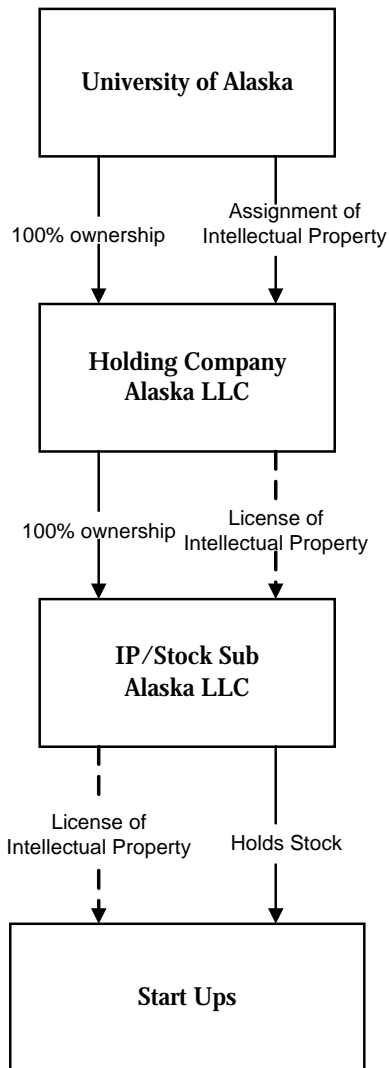 University of Alaska
100% ownership
Assignment of
Intellectual Property
Holding Company
Alaska LLC
100% ownership
License of
Intellectual Property
IP/Stock Sub
Alaska LLC
License of
Intellectual Property
Holds Stock
Start Ups